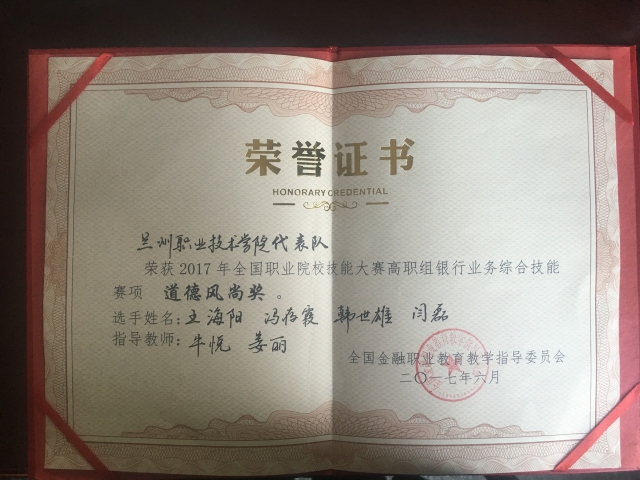 荣誉证书
HONORARY CREDENTIAL
兰州职业技术学院代表队
荣获2017年全国职业院校技能大赛高职组银行业务综合技能
赛项 道德风尚奖。
选手姓名:王海阳 冯存霞 韩世雄 闫磊
指导教师:牛悦 姜丽
全国金融职业教育教学指导委员会
二〇一七年六月